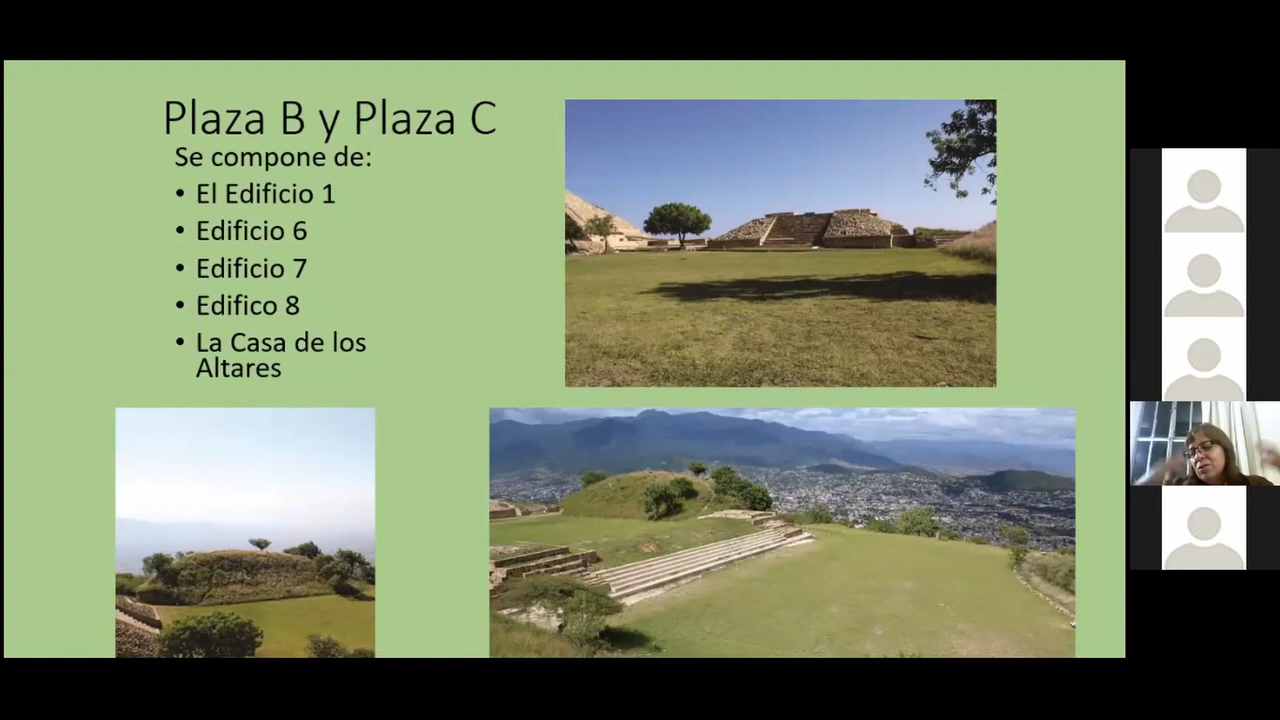 Plaza B y Plaza C
Se compone de:
• El Edificio 1
• Edificio 6
• Edificio 7
• Edifico 8
• La Casa de los
Altares